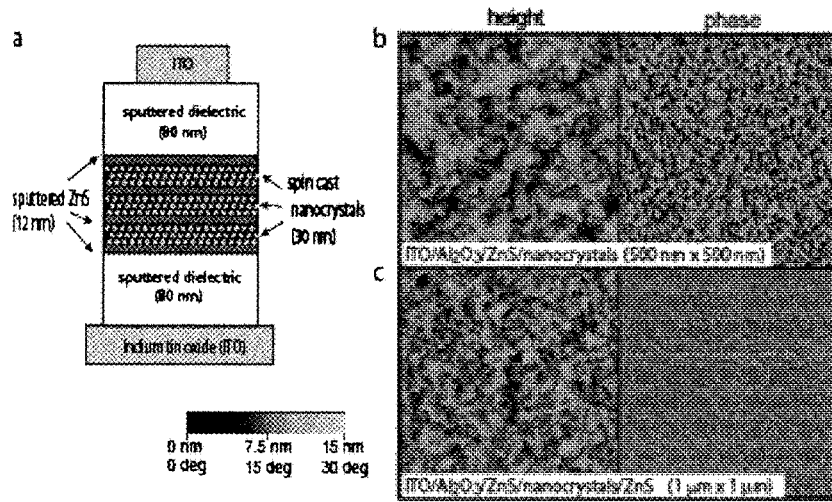 a
ITO
sputtered dielectric
(80 nm)
sputtered ZnS
(12 nm)
spin cast
nanocrystals
(30 nm)
sputtered dielectric
(80 nm)
indium tin oxide (ITO)
0 nm 7.5 nm 15 nm
0 deg 15 deg 30 deg
height phase
b
ITO/Al2O3/ZnS/nanocrystals (500 nm x 500 nm)
c
ITO/Al2O3/ZnS/nanocrystals/ZnS (1 µm x 1 µm)